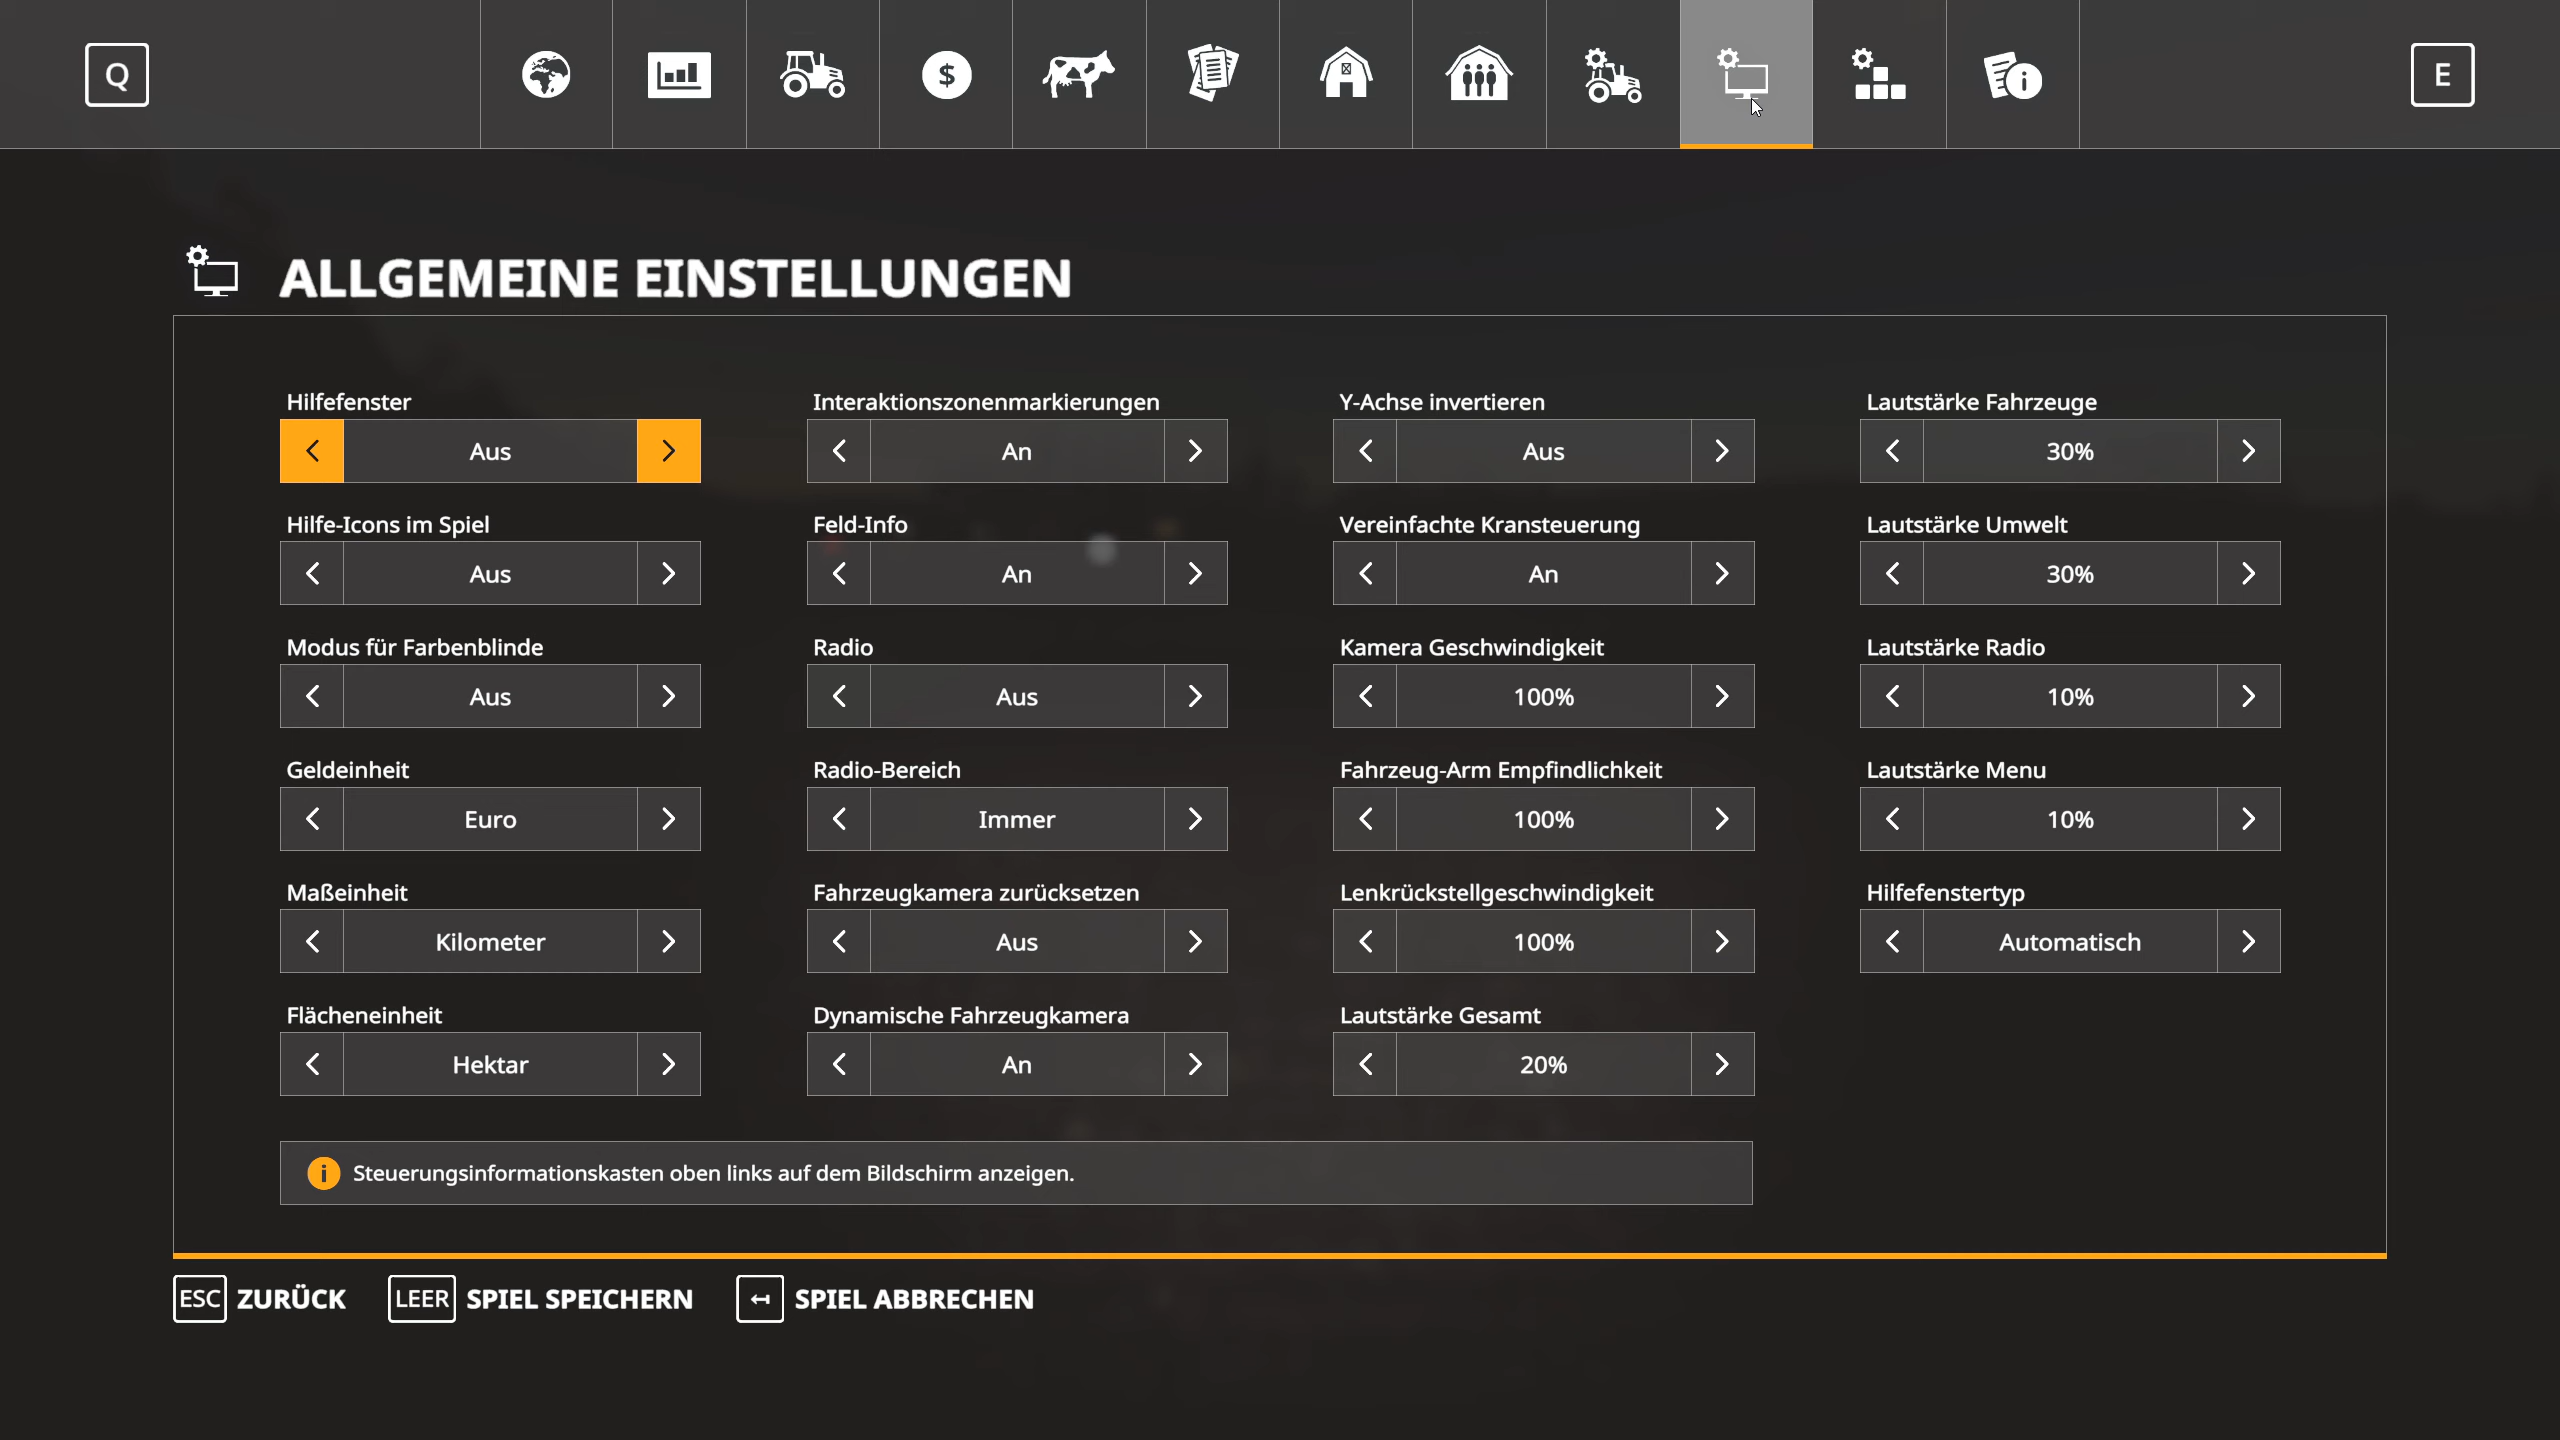 Q
E
ALLGEMEINE EINSTELLUNGEN
Hilfefenster
Aus
Hilfe-Icons im Spiel
Aus
Modus für Farbenblinde
Aus
Geldeinheit
Euro
Maßeinheit
Kilometer
Flächeneinheit
Hektar
Interaktionszonenmarkierungen
An
Feld-Info
An
Radio
Aus
Radio-Bereich
Immer
Fahrzeugkamera zurücksetzen
Aus
Dynamische Fahrzeugkamera
An
Y-Achse invertieren
Aus
Vereinfachte Kransteuerung
An
Kamera Geschwindigkeit
100%
Fahrzeug-Arm Empfindlichkeit
100%
Lenkrückstellgeschwindigkeit
100%
Lautstärke Gesamt
20%
Lautstärke Fahrzeuge
30%
Lautstärke Umwelt
30%
Lautstärke Radio
10%
Lautstärke Menu
10%
Hilfefenstertyp
Automatisch
Steuerungsinformationskasten oben links auf dem Bildschirm anzeigen.
ESC ZURÜCK LEER SPIEL SPEICHERN SPIEL ABBRECHEN